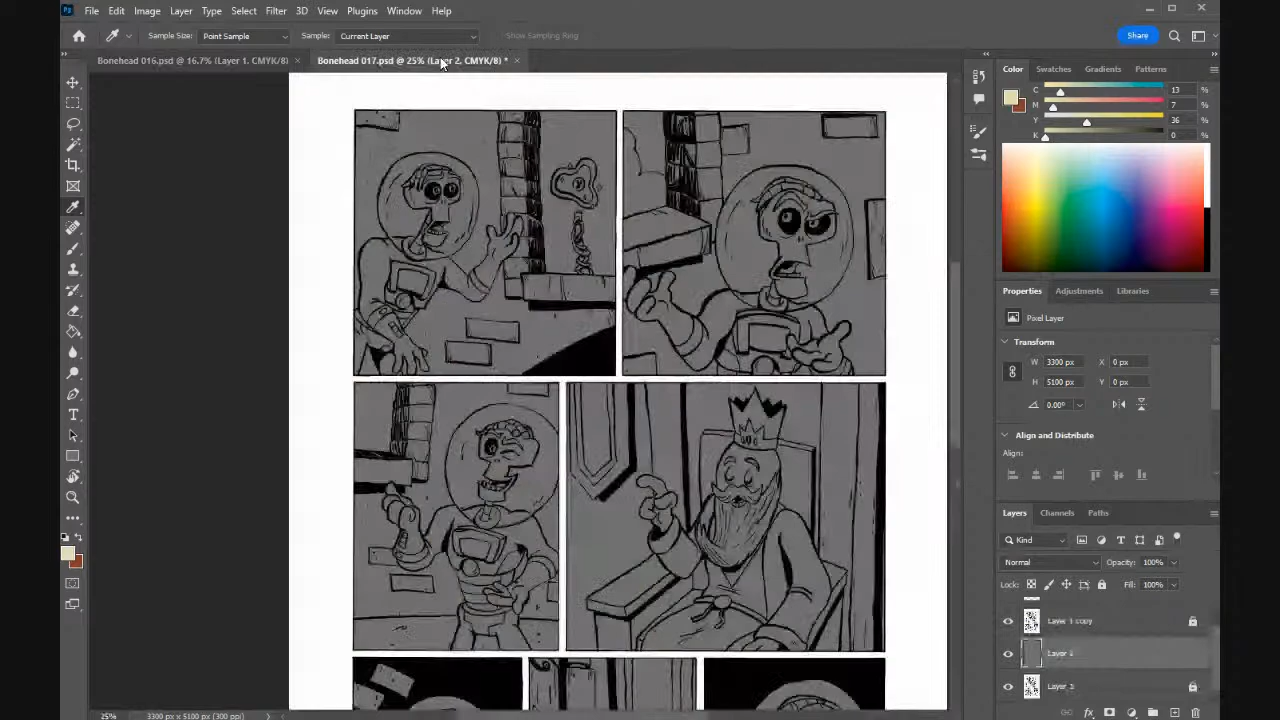 Ps File Edit Image Layer Type Select Filter 3D View Plugins Window Help
Sample Size: Point Sample Sample: Current Layer Show Sampling Ring Share
Bonehead 016.psd @ 16.7% (Layer 1, CMYK/8) × Bonehead 017.psd @ 25% (Layer 2, CMYK/8) * ×
Color Swatches Gradients Patterns
C 13 %
M 7 %
Y 36 %
K 0 %
Properties Adjustments Libraries
Pixel Layer
Transform
W 3300 px X 0 px
H 5100 px Y 0 px
0.00°
Align and Distribute
Align:
Layers Channels Paths
Kind
Normal Opacity: 100%
Lock: Fill: 100%
Layer 1 copy
Layer 2
Layer
fx
25% 3300 px x 5100 px (300 ppi)